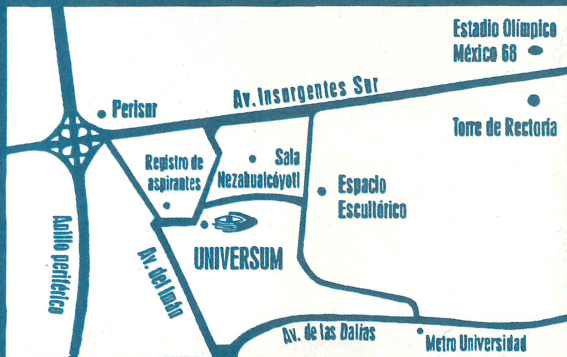 Estadio Olímpico
México 68
Av. Insurgentes Sur
Perisur
Torre de Rectoría
Registro de
aspirantes
Sala
Nezahualcóyotl
Espacio
Escultórico
Anillo periférico
Av. del Imán
UNIVERSUM
Av. de las Dalias
Metro Universidad